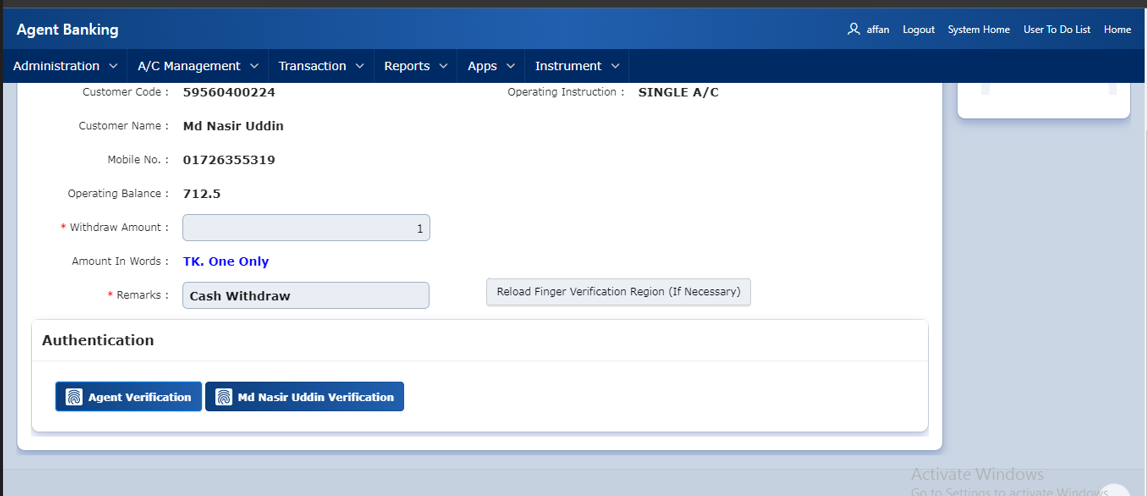 Agent Banking
affan Logout System Home User To Do List Home
Administration A/C Management Transaction Reports Apps Instrument
Customer Code : 59560400224 Operating Instruction : SINGLE A/C
Customer Name : Md Nasir Uddin
Mobile No. : 01726355319
Operating Balance : 712.5
* Withdraw Amount : 1
Amount In Words : TK. One Only
* Remarks : Cash Withdraw Reload Finger Verification Region (If Necessary)
Authentication
Agent Verification Md Nasir Uddin Verification
Activate Windows
Go to Settings to activate Windows.